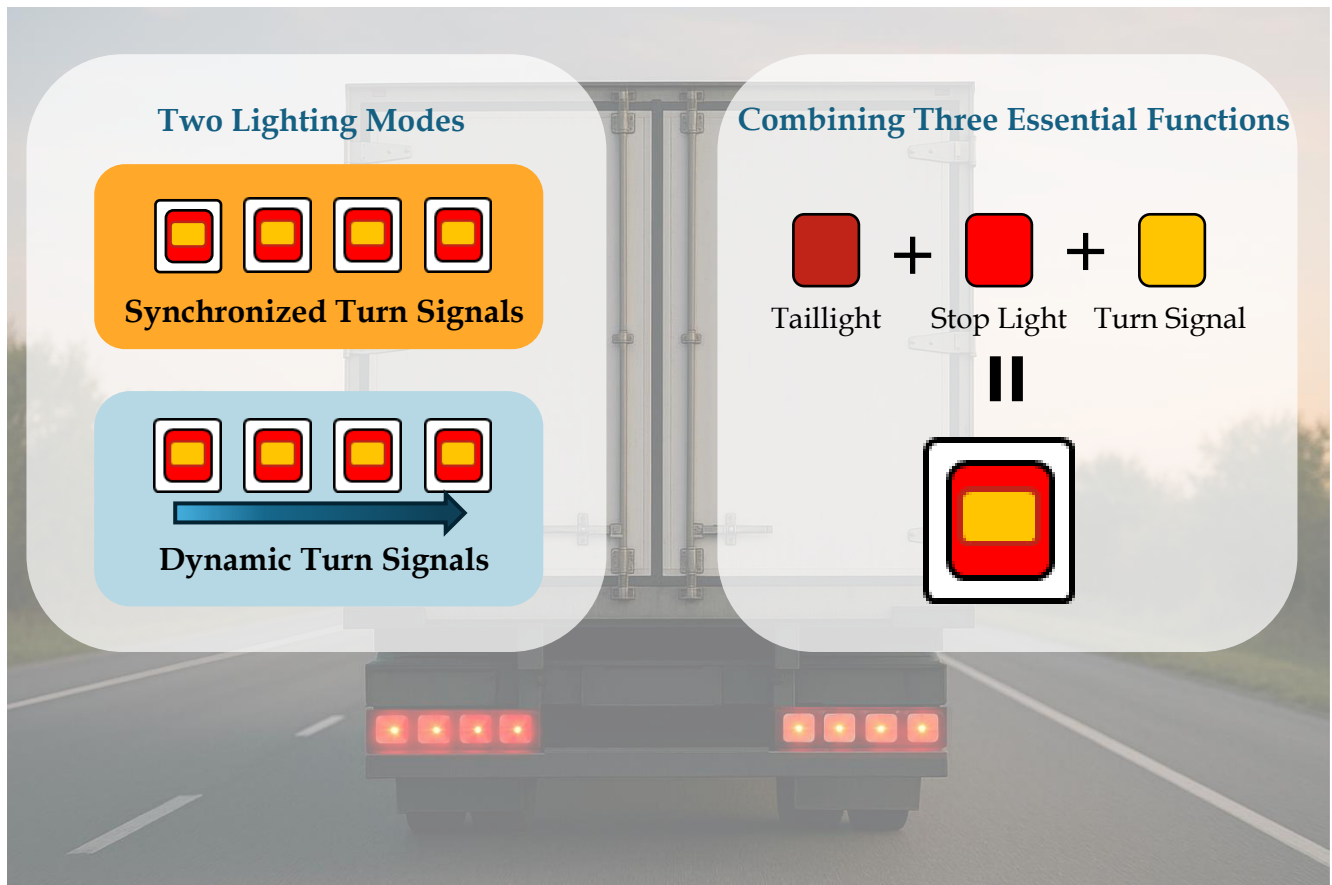 Two Lighting Modes
Synchronized Turn Signals
Dynamic Turn Signals
Combining Three Essential Functions
+ +
Taillight Stop Light Turn Signal